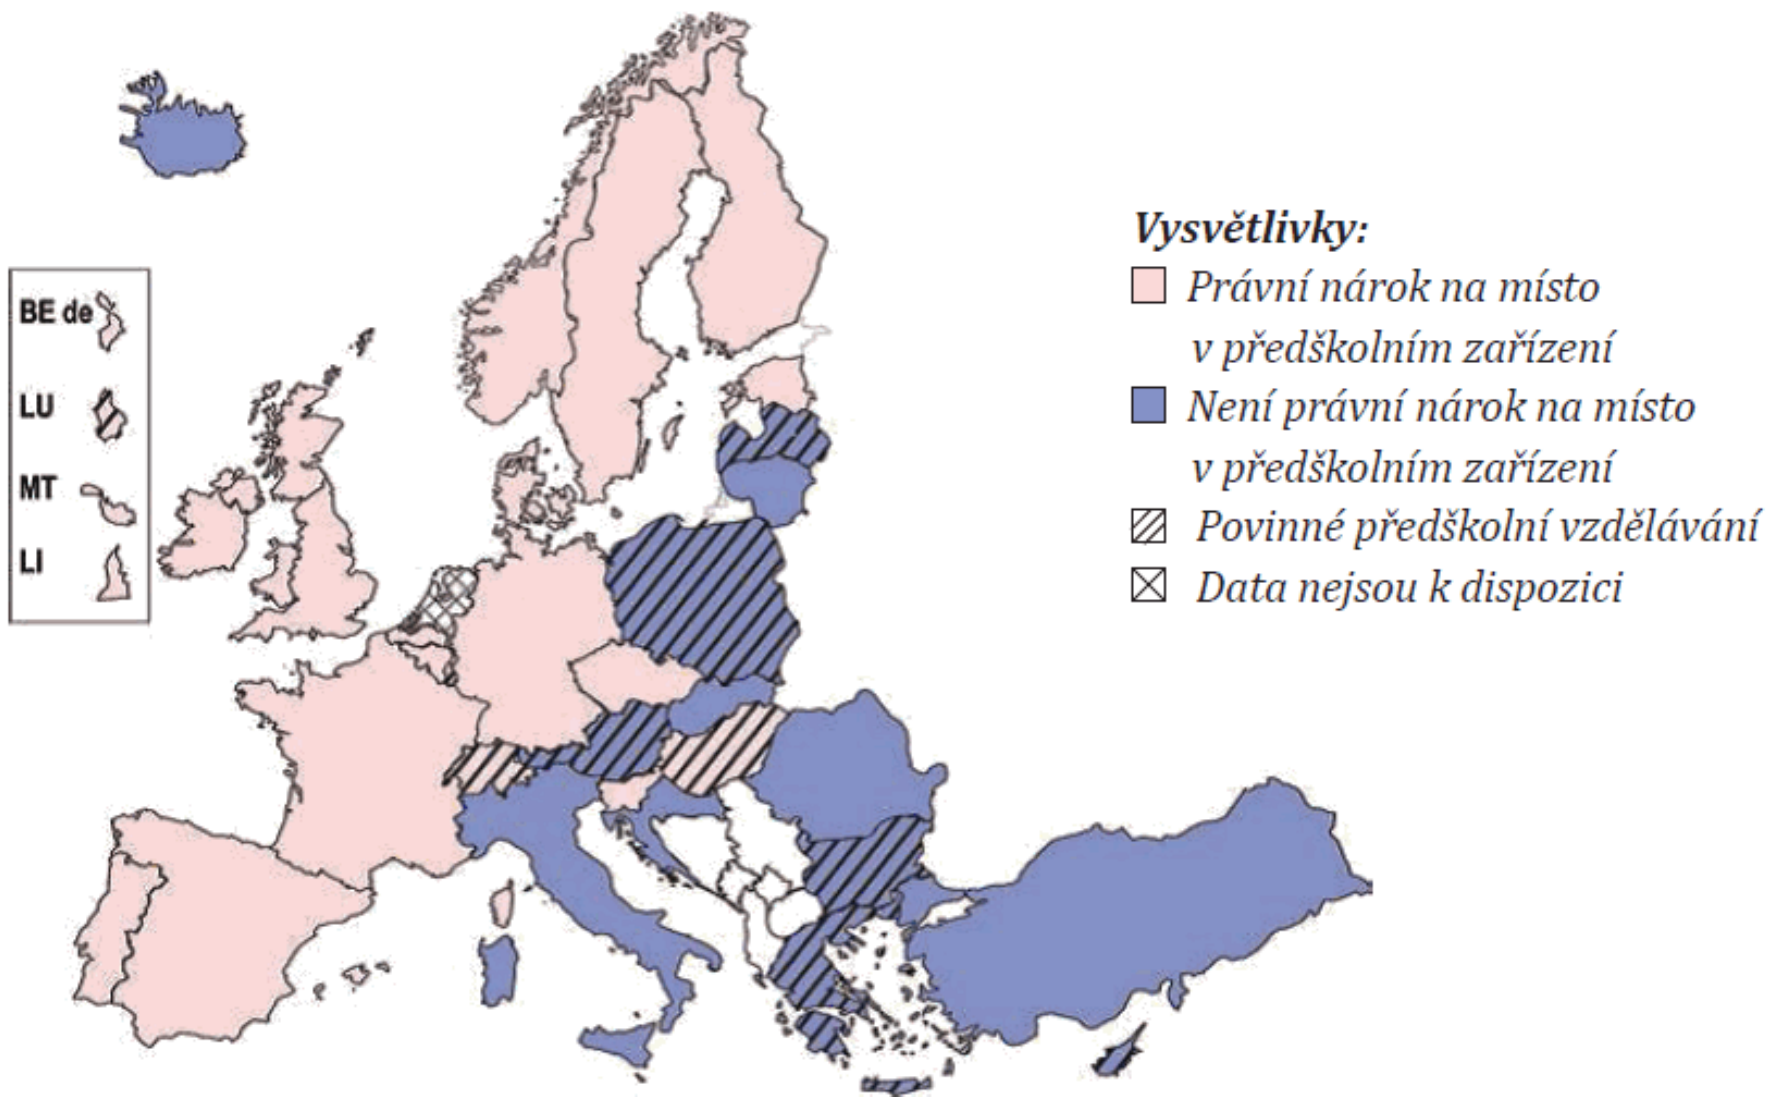 BE de
LU
MT
LI
Vysvětlivky:
Právní nárok na místo
v předškolním zařízení
Není právní nárok na místo
v předškolním zařízení
Povinné předškolní vzdělávání
Data nejsou k dispozici